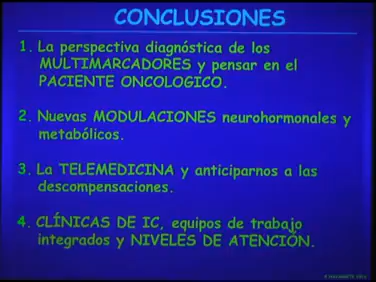 CONCLUSIONES
1. La perspectiva diagnóstica de los
MULTIMARCADORES y pensar en el
PACIENTE ONCOLOGICO.
2. Nuevas MODULACIONES neurohormonales y
metabólicos.
3. La TELEMEDICINA y anticiparnos a las
descompensaciones.
4. CLÍNICAS DE IC, equipos de trabajo
integrados y NIVELES DE ATENCIÓN.